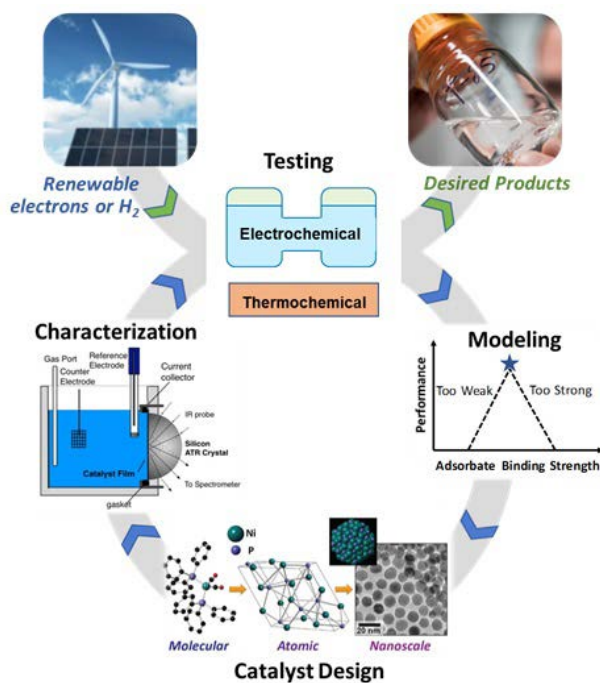 Renewable
electrons or H₂
Testing
Electrochemical
Thermochemical
Desired Products
Characterization
Gas Port
Counter
Electrode
Reference
Electrode
Current
collector
IR probe
Silicon
ATR Crystal
Catalyst Film
To Spectrometer
gasket
Modeling
Performance
Too Weak
Too Strong
Adsorbate Binding Strength
Ni
P
20 nm
Molecular
Atomic
Nanoscale
Catalyst Design